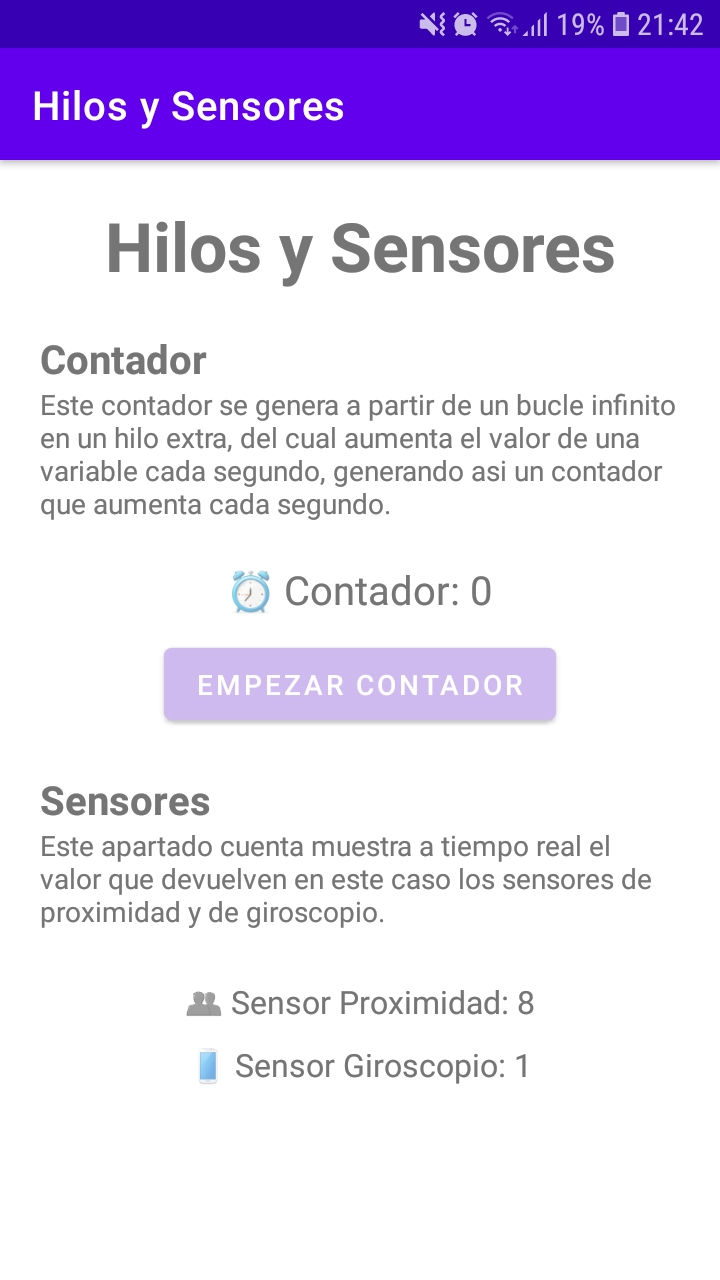 19% 21:42
Hilos y Sensores
Hilos y Sensores
Contador
Este contador se genera a partir de un bucle infinito
en un hilo extra, del cual aumenta el valor de una
variable cada segundo, generando asi un contador
que aumenta cada segundo.
⏰ Contador: 0
EMPEZAR CONTADOR
Sensores
Este apartado cuenta muestra a tiempo real el
valor que devuelven en este caso los sensores de
proximidad y de giroscopio.
👥 Sensor Proximidad: 8
📱 Sensor Giroscopio: 1